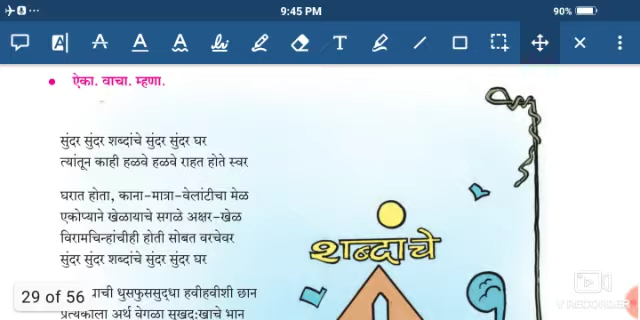 9:45 PM
90%
ऐका. वाचा. म्हणा.
सुंदर सुंदर शब्दांचे सुंदर सुंदर घर
त्यांतून काही हळवे हळवे राहत होते स्वर
घरात होता, काना-मात्रा-वेलांटीचा मेळ
एकोप्याने खेळायाचे सगळे अक्षर-खेळ
विरामचिन्हांचीही होती सोबत वरचेवर
सुंदर सुंदर शब्दांचे सुंदर सुंदर घर
शब्दांचे
29 of 56
धुसफुससुद्धा हवीहवीशी छान
प्रत्येकाला अर्थ वेगळा सुखदुःखाचे भान
V RECORDER